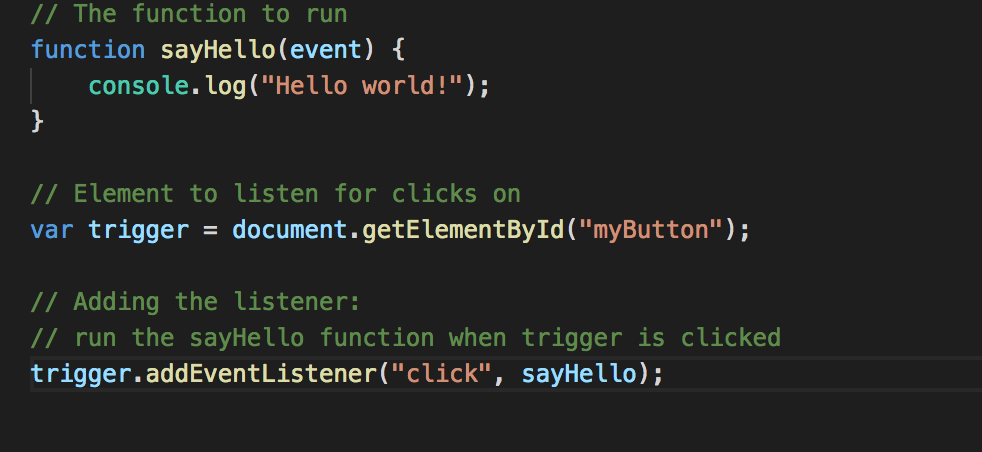 // The function to run
function sayHello(event) {
    console.log("Hello world!");
}
// Element to listen for clicks on
var trigger = document.getElementById("myButton");
// Adding the listener:
// run the sayHello function when trigger is clicked
trigger.addEventListener("click", sayHello);